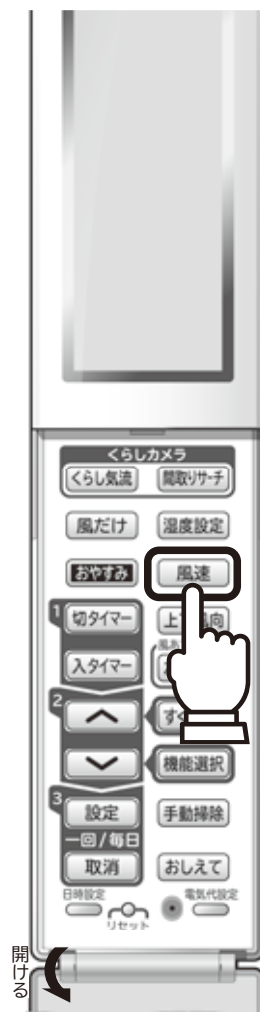 くらしカメラ
くらし気流 間取りサーチ
風だけ 湿度設定
おやすみ 風速
1 切タイマー
入タイマー
2
機能選択
3 設定 手動掃除
一回/毎日
取消 おしえて
日時設定 電気代設定
リセット
開ける